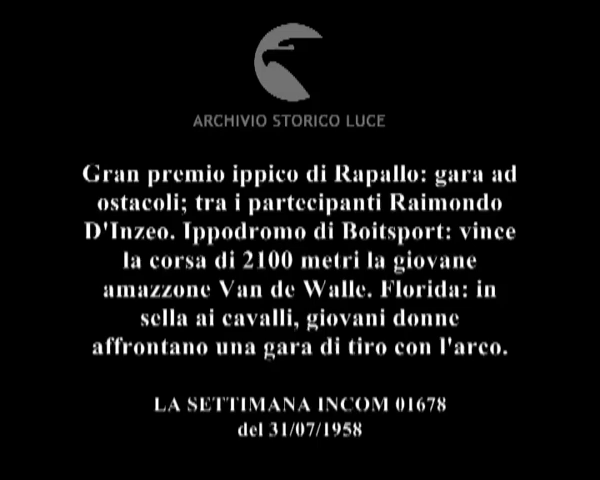 ARCHIVIO STORICO LUCE
Gran premio ippico di Rapallo: gara ad
ostacoli; tra i partecipanti Raimondo
D'Inzeo. Ippodromo di Boitsport: vince
la corsa di 2100 metri la giovane
amazzone Van de Walle. Florida: in
sella ai cavalli, giovani donne
affrontano una gara di tiro con l'arco.
LA SETTIMANA INCOM 01678
del 31/07/1958